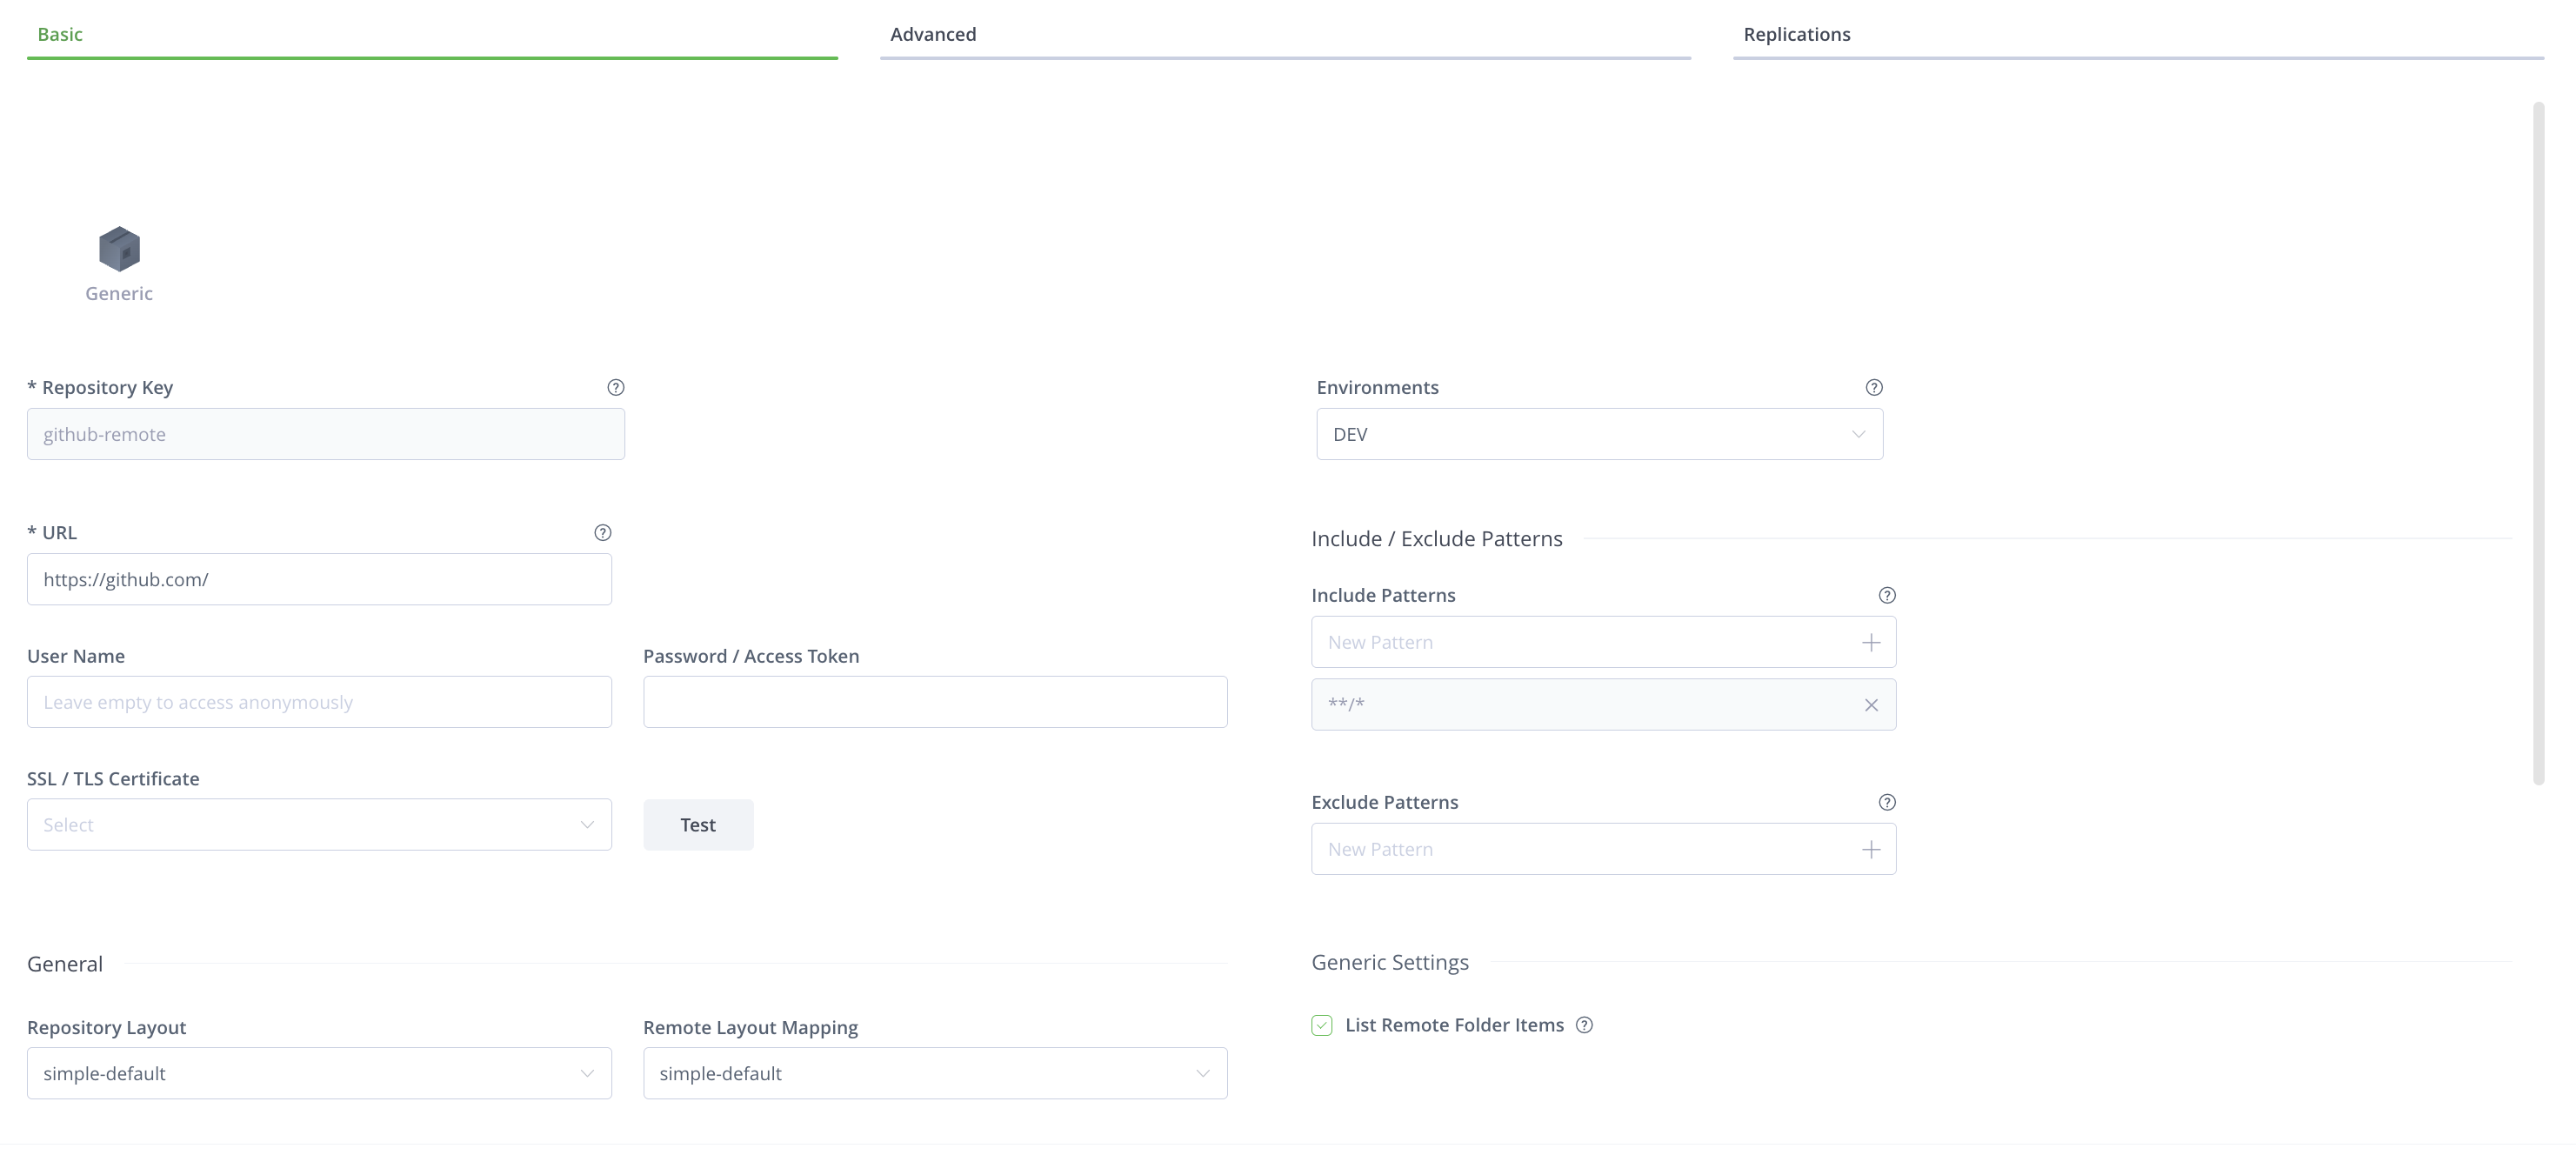 Basic
Advanced
Replications
Generic
* Repository Key
github-remote
Environments
DEV
* URL
https://github.com/
User Name
Leave empty to access anonymously
Password / Access Token
SSL / TLS Certificate
Select
Test
Include / Exclude Patterns
Include Patterns
New Pattern
**/*
Exclude Patterns
New Pattern
General
Repository Layout
simple-default
Remote Layout Mapping
simple-default
Generic Settings
List Remote Folder Items